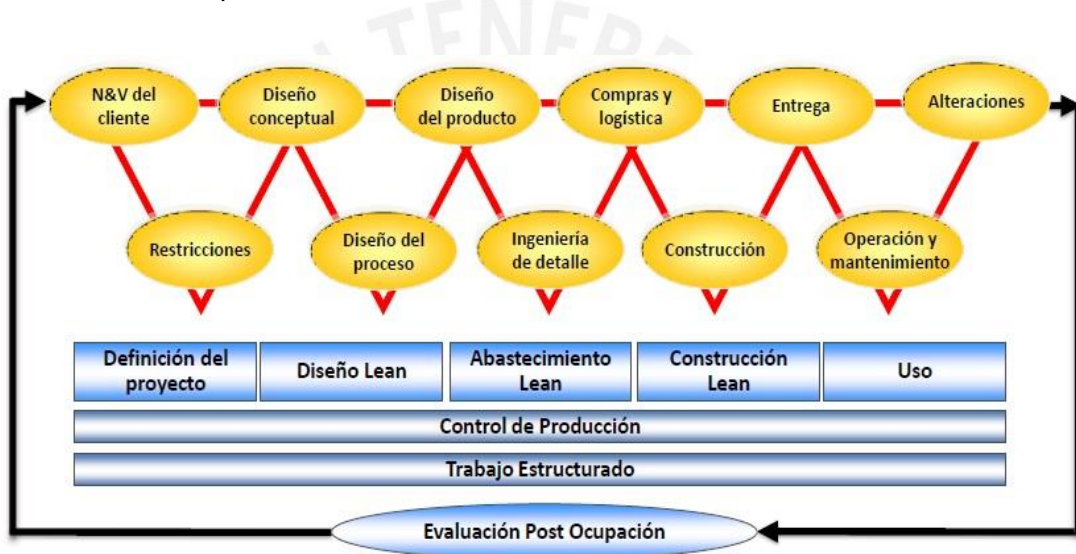 TENEBR
N&V del
cliente
Diseño
conceptual
Diseño
del producto
Compras y
logística
Entrega
Alteraciones
Restricciones
Diseño del
proceso
Ingeniería
de detalle
Construcción
Operación y
mantenimiento
Definición del
proyecto
Diseño Lean
Abastecimiento
Lean
Construcción
Lean
Uso
Control de Producción
Trabajo Estructurado
Evaluación Post Ocupación